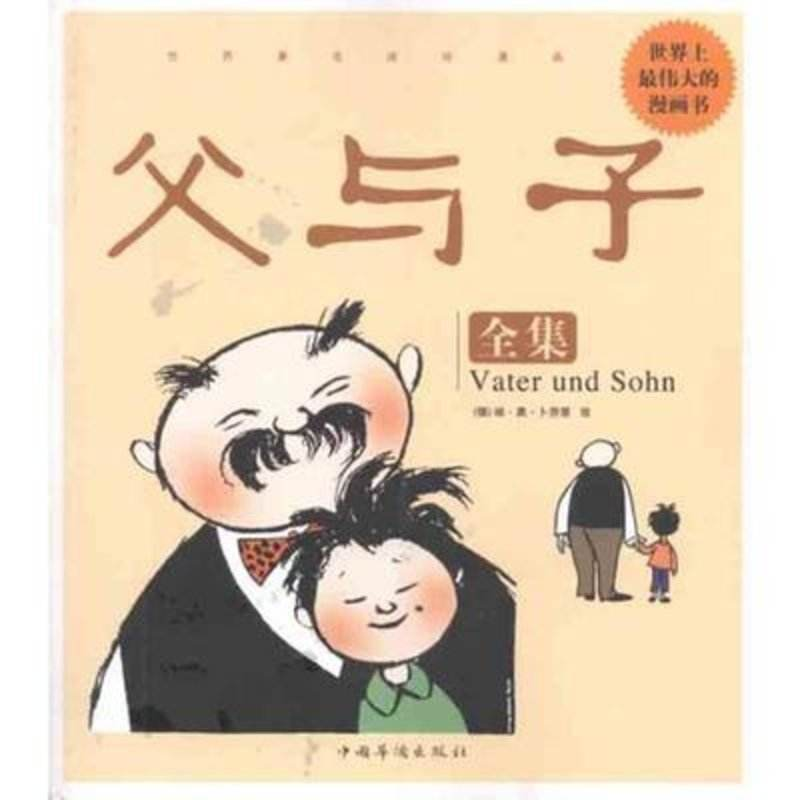 世界上
最伟大的
漫画书
父与子
全集
Vater und Sohn
中国华侨出版社